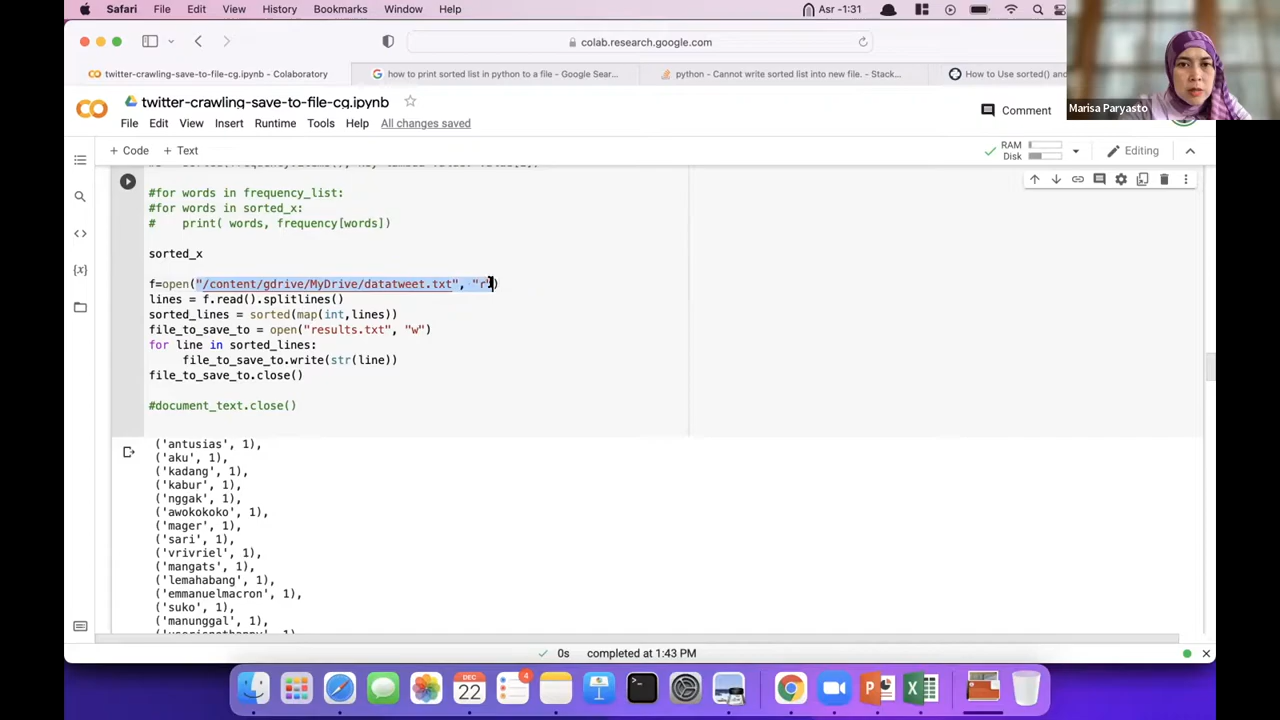 Safari File Edit View History Bookmarks Window Help Asr -1:31
colab.research.google.com
twitter-crawling-save-to-file-cg.ipynb - Colaboratory
how to print sorted list in python to a file - Google Sear...
python - Cannot write sorted list into new file. - Stack...
How to Use sorted() and
Marisa Paryasto
twitter-crawling-save-to-file-cg.ipynb
Comment
File Edit View Insert Runtime Tools Help All changes saved
+ Code + Text
RAM
Disk
Editing
#for words in frequency_list:
#for words in sorted_x:
# print( words, frequency[words])
sorted_x
f=open("/content/gdrive/MyDrive/datatweet.txt", "r")
lines = f.read().splitlines()
sorted_lines = sorted(map(int,lines))
file_to_save_to = open("results.txt", "w")
for line in sorted_lines:
file_to_save_to.write(str(line))
file_to_save_to.close()
#document_text.close()
('antusias', 1),
('aku', 1),
('kadang', 1),
('kabur', 1),
('nggak', 1),
('awokokoko', 1),
('mager', 1),
('sari', 1),
('vrivriel', 1),
('mangats', 1),
('lemahabang', 1),
('emmanuelmacron', 1),
('suko', 1),
('manunggal', 1),
0s completed at 1:43 PM
4
DEC
22